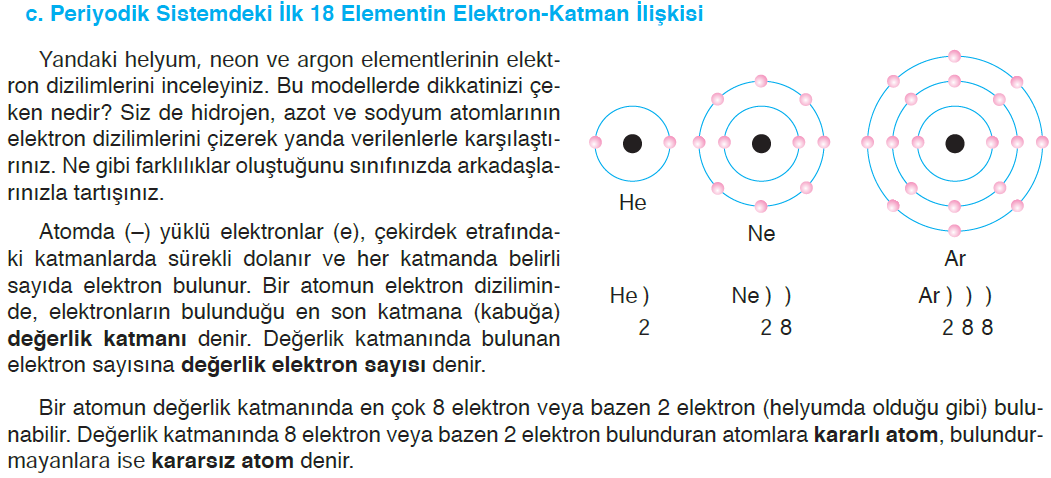 c. Periyodik Sistemdeki İlk 18 Elementin Elektron-Katman İlişkisi
Yandaki helyum, neon ve argon elementlerinin elekt-
ron dizilimlerini inceleyiniz. Bu modellerde dikkatinizi çe-
ken nedir? Siz de hidrojen, azot ve sodyum atomlarının
elektron dizilimlerini çizerek yanda verilenlerle karşılaştı-
rınız. Ne gibi farklılıklar oluştuğunu sınıfınızda arkadaşla-
rınızla tartışınız.
Atomda (–) yüklü elektronlar (e), çekirdek etrafında-
ki katmanlarda sürekli dolanır ve her katmanda belirli
sayıda elektron bulunur. Bir atomun elektron dizilimin-
de, elektronların bulunduğu en son katmana (kabuğa)
değerlik katmanı denir. Değerlik katmanında bulunan
elektron sayısına değerlik elektron sayısı denir.
He
Ne
Ar
He )
Ne ) )
Ar ) ) )
2
2 8
2 8 8
Bir atomun değerlik katmanında en çok 8 elektron veya bazen 2 elektron (helyumda olduğu gibi) bulu-
nabilir. Değerlik katmanında 8 elektron veya bazen 2 elektron bulunduran atomlara kararlı atom, bulundur-
mayanlara ise kararsız atom denir.